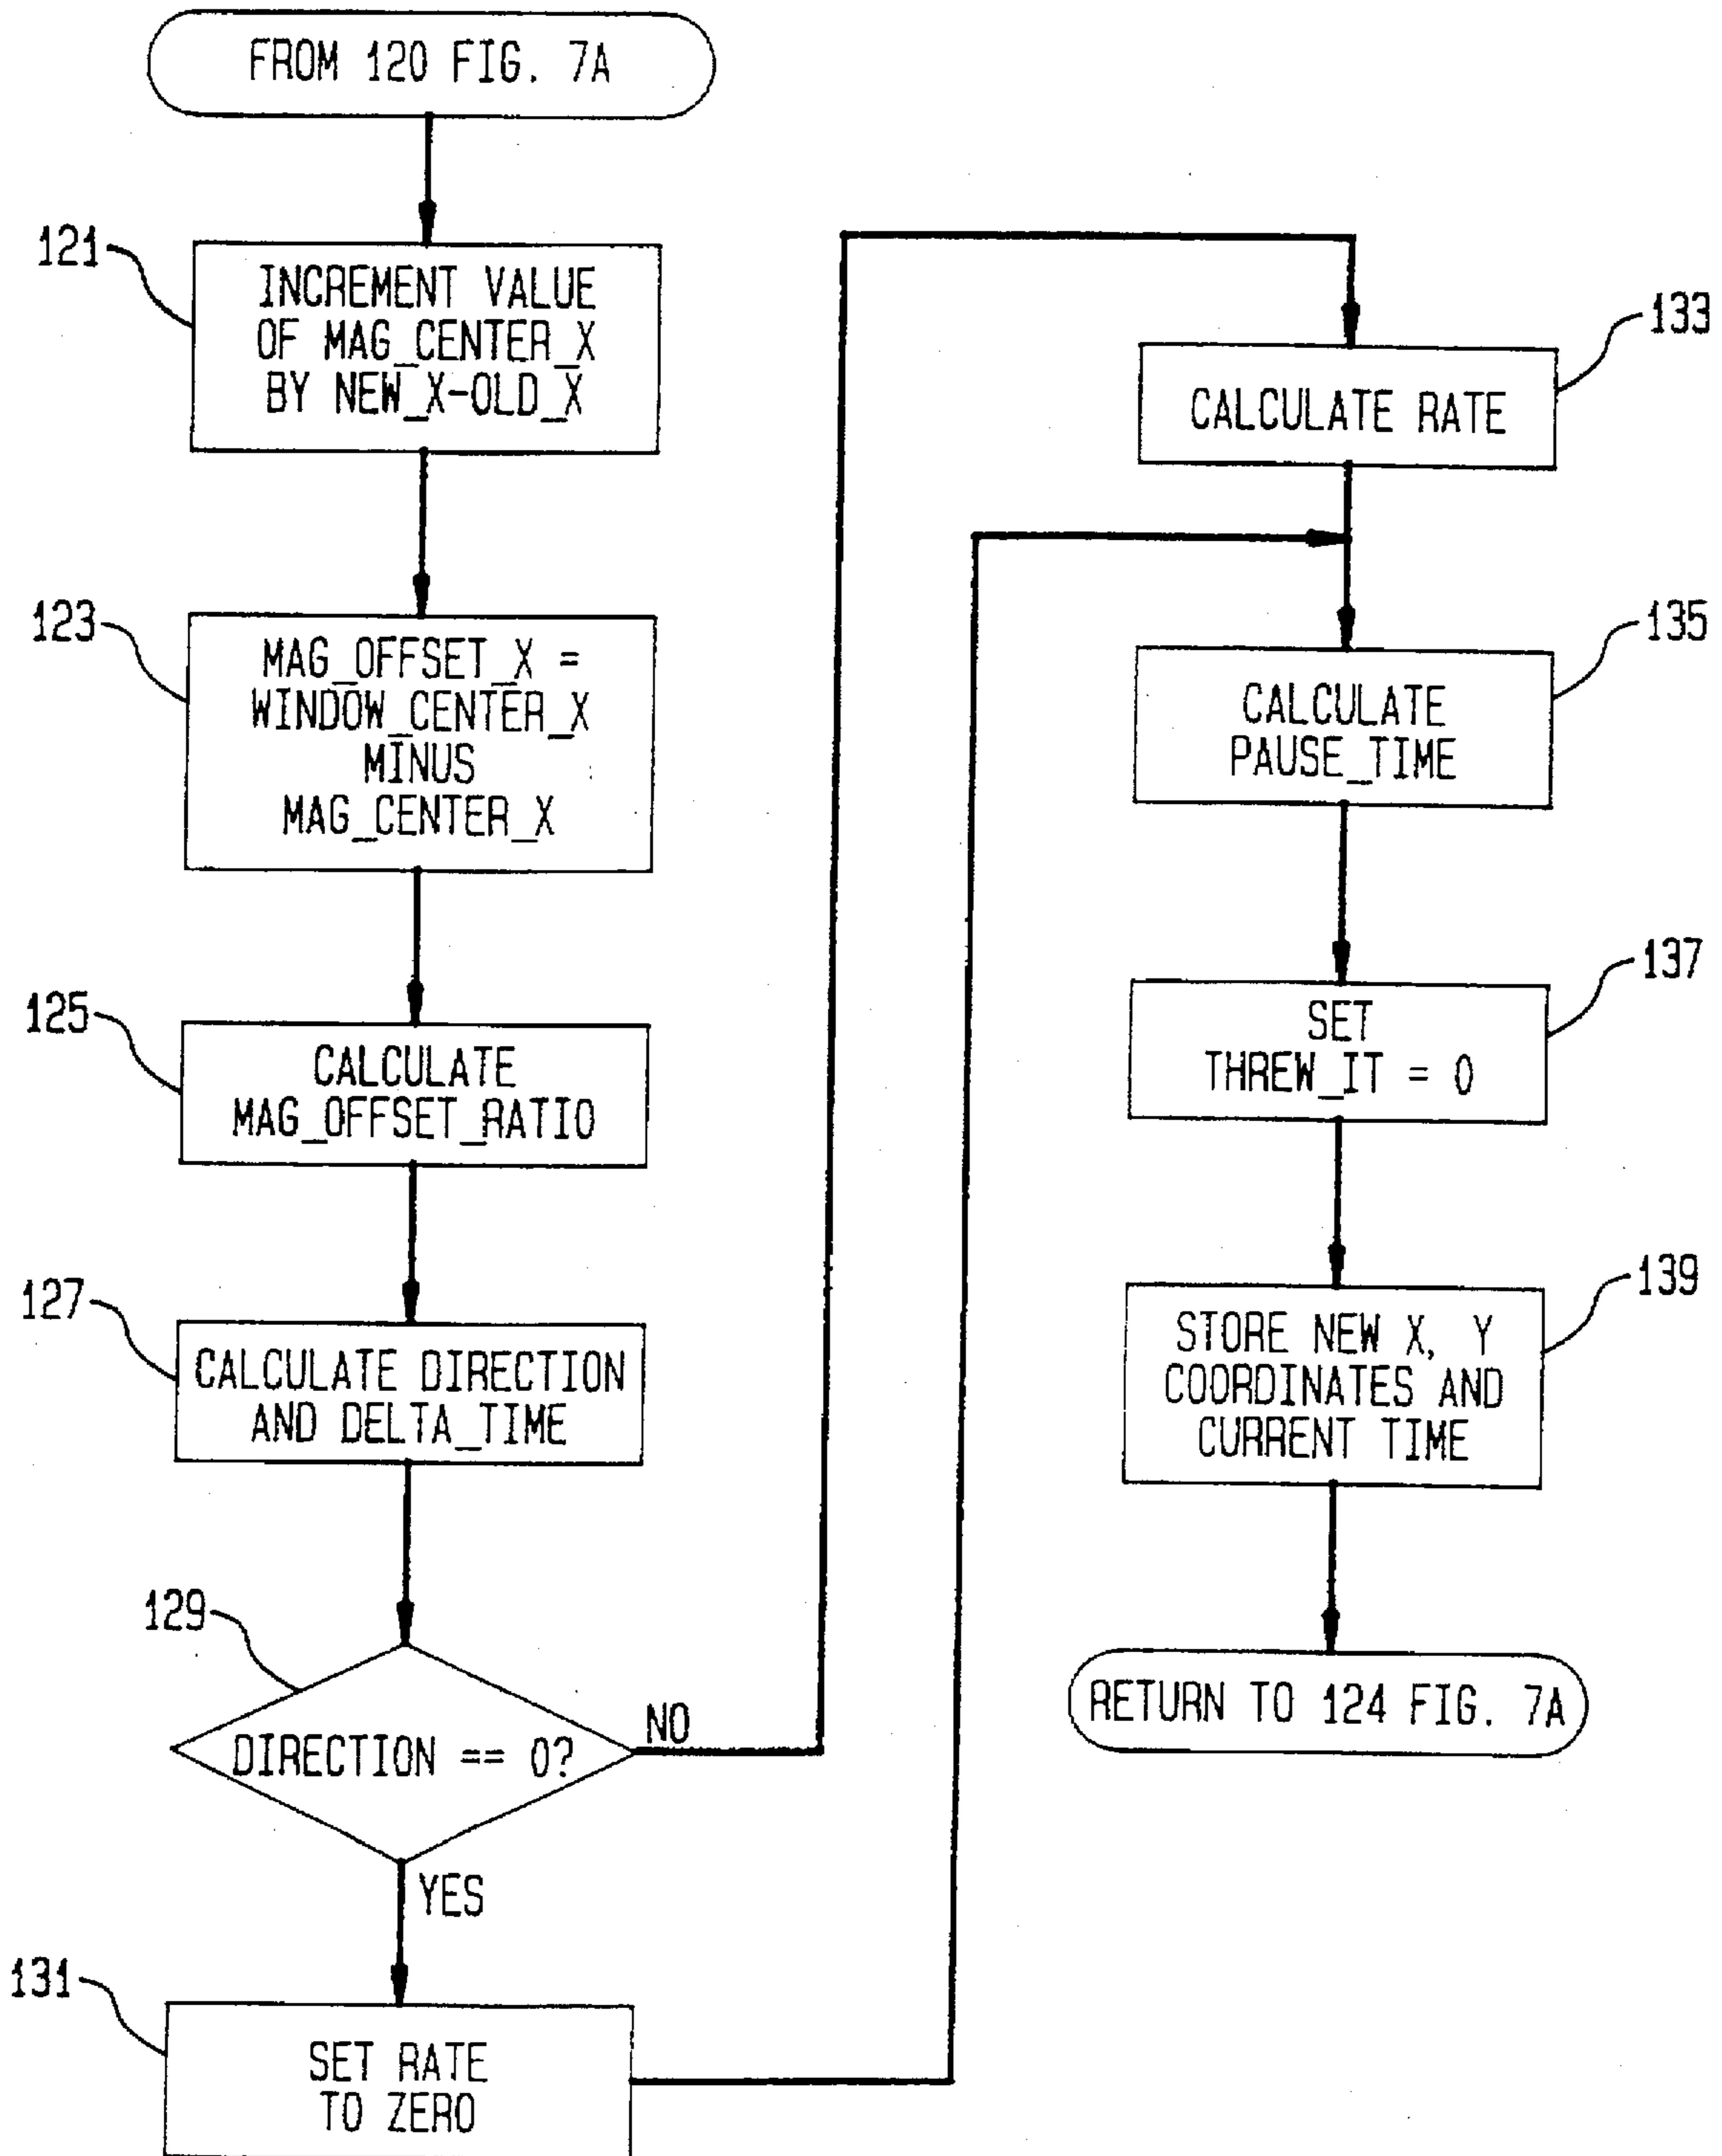 FROM 120 FIG. 7A
121
INCREMENT VALUE
OF MAG_CENTER_X
BY NEW_X-OLD_X
123
MAG_OFFSET_X =
WINDOW_CENTER_X
MINUS
MAG_CENTER_X
125
CALCULATE
MAG_OFFSET_RATIO
127
CALCULATE DIRECTION
AND DELTA_TIME
129
DIRECTION == 0?
NO
YES
131
SET RATE
TO ZERO
133
CALCULATE RATE
135
CALCULATE
PAUSE_TIME
137
SET
THREW_IT = 0
139
STORE NEW X, Y
COORDINATES AND
CURRENT TIME
RETURN TO 124 FIG. 7A